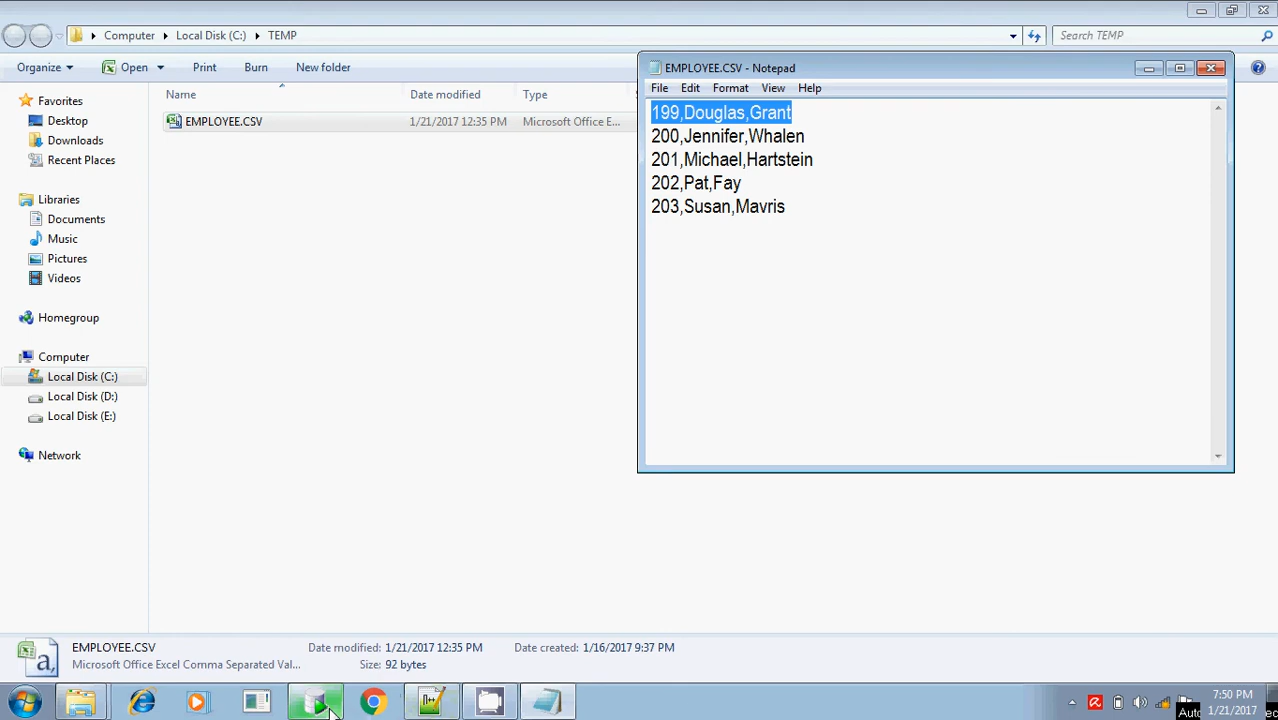 Computer Local Disk (C:) TEMP
Search TEMP
Organize Open Print Burn New folder
Favorites
Desktop
Downloads
Recent Places
Libraries
Documents
Music
Pictures
Videos
Homegroup
Computer
Local Disk (C:)
Local Disk (D:)
Local Disk (E:)
Network
Name Date modified Type
EMPLOYEE.CSV 1/21/2017 12:35 PM Microsoft Office E...
EMPLOYEE.CSV - Notepad
File Edit Format View Help
199,Douglas,Grant
200,Jennifer,Whalen
201,Michael,Hartstein
202,Pat,Fay
203,Susan,Mavris
EMPLOYEE.CSV Date modified: 1/21/2017 12:35 PM Date created: 1/16/2017 9:37 PM
Microsoft Office Excel Comma Separated Val... Size: 92 bytes
7:50 PM
1/21/2017